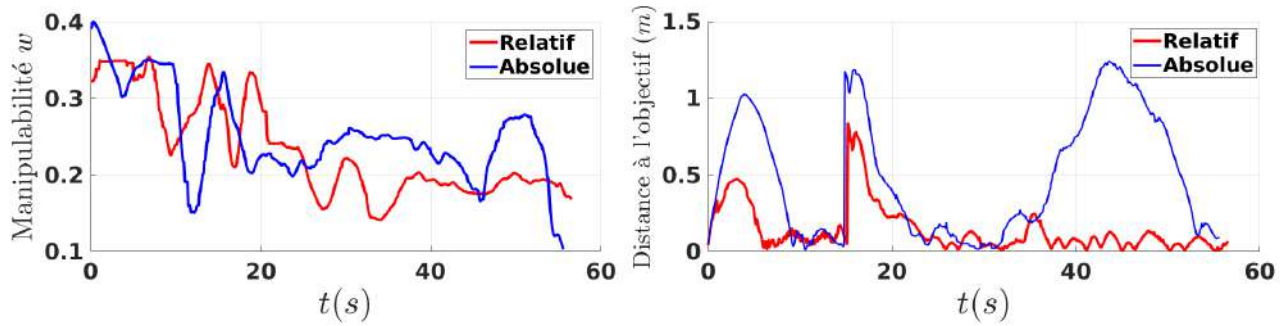 Manipulabilité w
0.4
0.3
0.2
0.1
0
20
40
60
t(s)
Relatif
Absolue
Distance à l'objectif (m)
1.5
1
0.5
0
0
20
40
60
t(s)
Relatif
Absolue